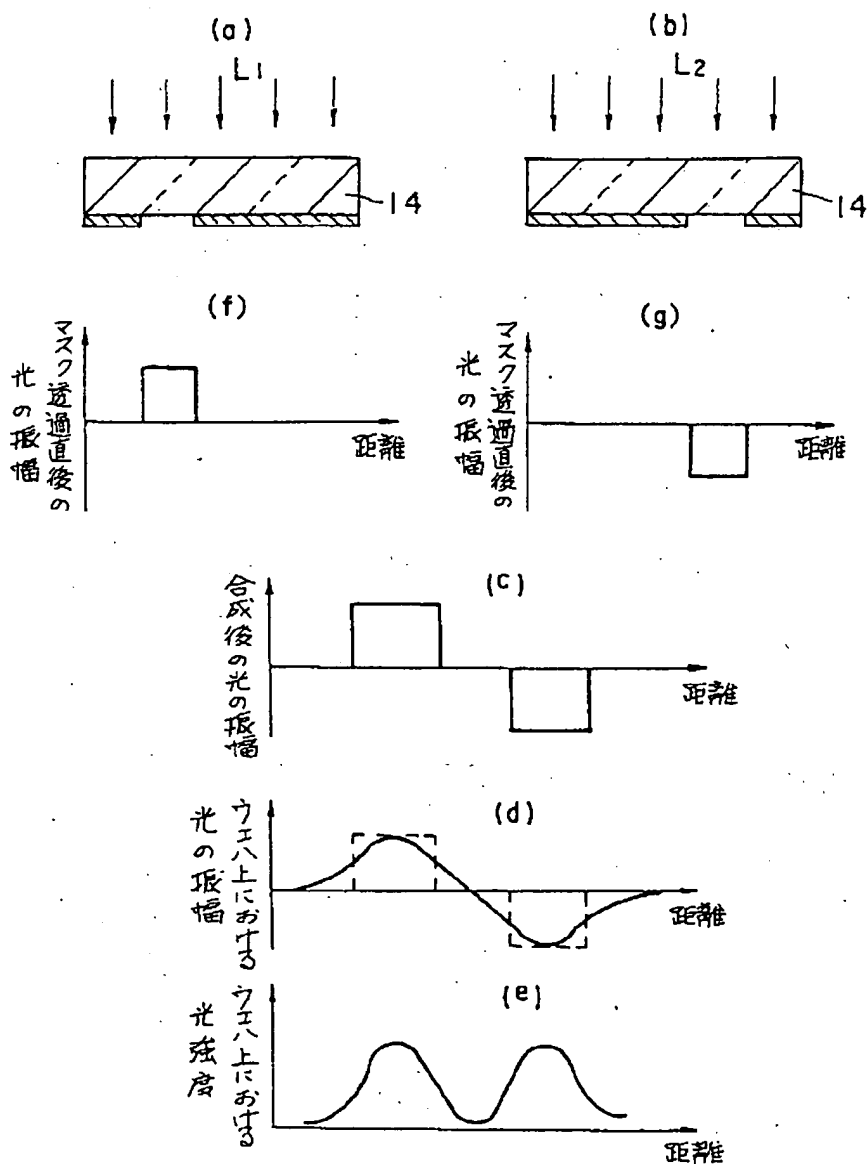 (a)
L1
14
(b)
L2
14
(f)
マスク透過直後の
光の振幅
距離
(g)
マスク透過直後の
光の振幅
距離
(c)
合成後の光の振幅
距離
(d)
ウエハ上における
光の振幅
距離
(e)
ウエハ上における
光強度
距離